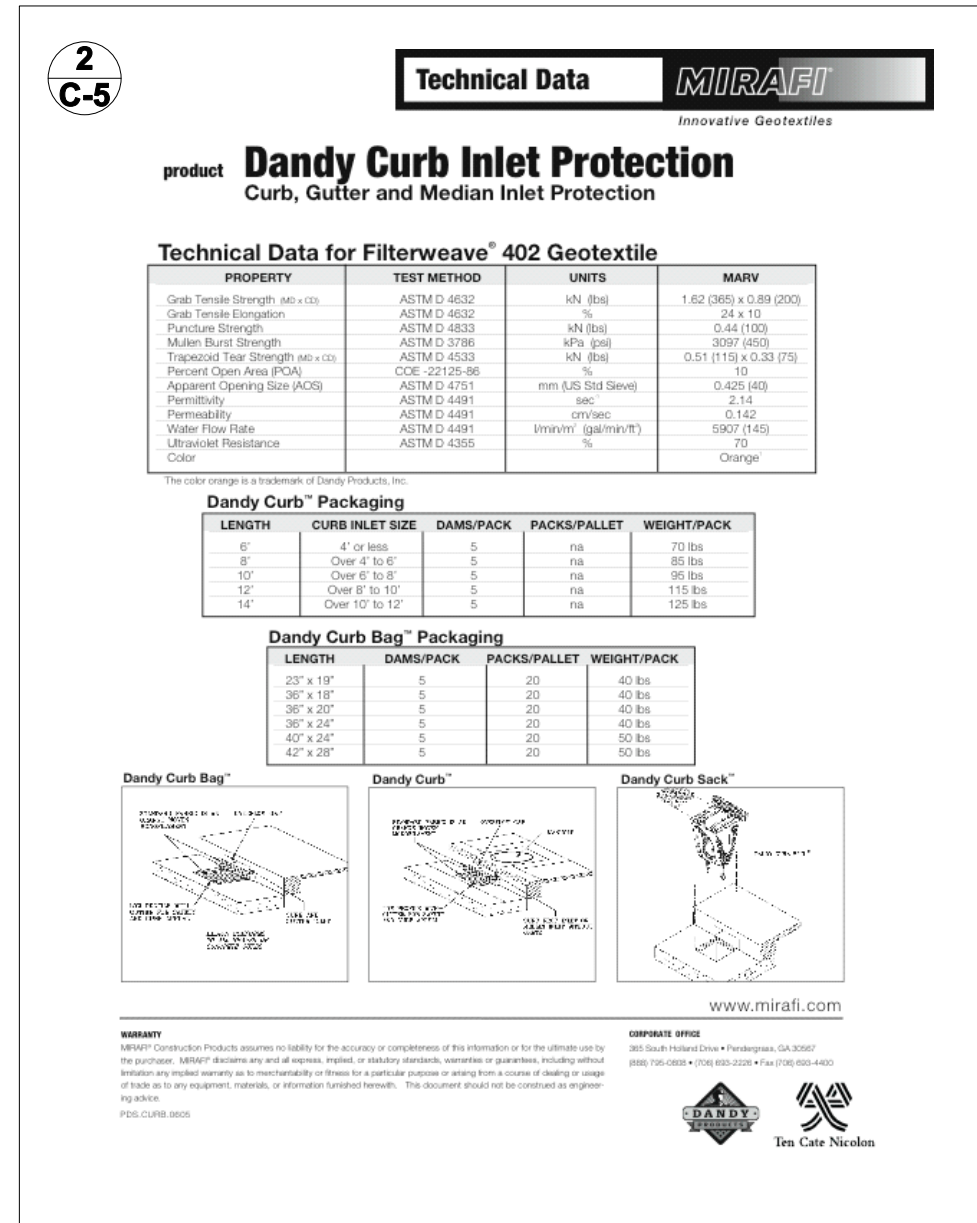 2
C-5
Technical Data
MIRAFI®
Innovative Geotextiles
product Dandy Curb Inlet Protection
Curb, Gutter and Median Inlet Protection
Technical Data for Filterweave® 402 Geotextile
PROPERTY TEST METHOD UNITS MARV
Grab Tensile Strength (MD x CD) ASTM D 4632 kN (lbs) 1.62 (365) x 0.89 (200)
Grab Tensile Elongation ASTM D 4632 % 24 x 10
Puncture Strength ASTM D 4833 kN (lbs) 0.44 (100)
Mullen Burst Strength ASTM D 3786 kPa (psi) 3097 (450)
Trapezoid Tear Strength (MD x CD) ASTM D 4533 kN (lbs) 0.51 (115) x 0.33 (75)
Percent Open Area (POA) COE -22125-86 % 10
Apparent Opening Size (AOS) ASTM D 4751 mm (US Std Sieve) 0.425 (40)
Permittivity ASTM D 4491 sec 2.14
Permeability ASTM D 4491 cm/sec 0.142
Water Flow Rate ASTM D 4491 l/min/m² (gal/min/ft²) 5907 (145)
Ultraviolet Resistance ASTM D 4355 % 70
Color Orange¹
The color orange is a trademark of Dandy Products, Inc.
Dandy Curb™ Packaging
LENGTH CURB INLET SIZE DAMS/PACK PACKS/PALLET WEIGHT/PACK
6' 4' or less 5 na 70 lbs
8' Over 4' to 6' 5 na 85 lbs
10' Over 6' to 8' 5 na 95 lbs
12' Over 8' to 10' 5 na 115 lbs
14' Over 10' to 12' 5 na 125 lbs
Dandy Curb Bag™ Packaging
LENGTH DAMS/PACK PACKS/PALLET WEIGHT/PACK
23" x 19" 5 20 40 lbs
36" x 18" 5 20 40 lbs
36" x 20" 5 20 40 lbs
36" x 24" 5 20 40 lbs
40" x 24" 5 20 50 lbs
42" x 28" 5 20 50 lbs
Dandy Curb Bag™ Dandy Curb™ Dandy Curb Sack™
www.mirafi.com
WARRANTY
MIRAFI® Construction Products assumes no liability for the accuracy or completeness of this information or for the ultimate use by
the purchaser. MIRAFI® disclaims any and all express, implied, or statutory standards, warranties or guarantees, including without
limitation any implied warranty as to merchantability or fitness for a particular purpose or arising from a course of dealing or usage
of trade as to any equipment, materials, or information furnished herewith. This document should not be construed as engineer-
ing advice.
PDS.CURB.0605
CORPORATE OFFICE
365 South Holland Drive • Pendergrass, GA 30567
(888) 795-0808 • (706) 693-2226 • Fax (706) 693-4400
DANDY
PRODUCTS
Ten Cate Nicolon